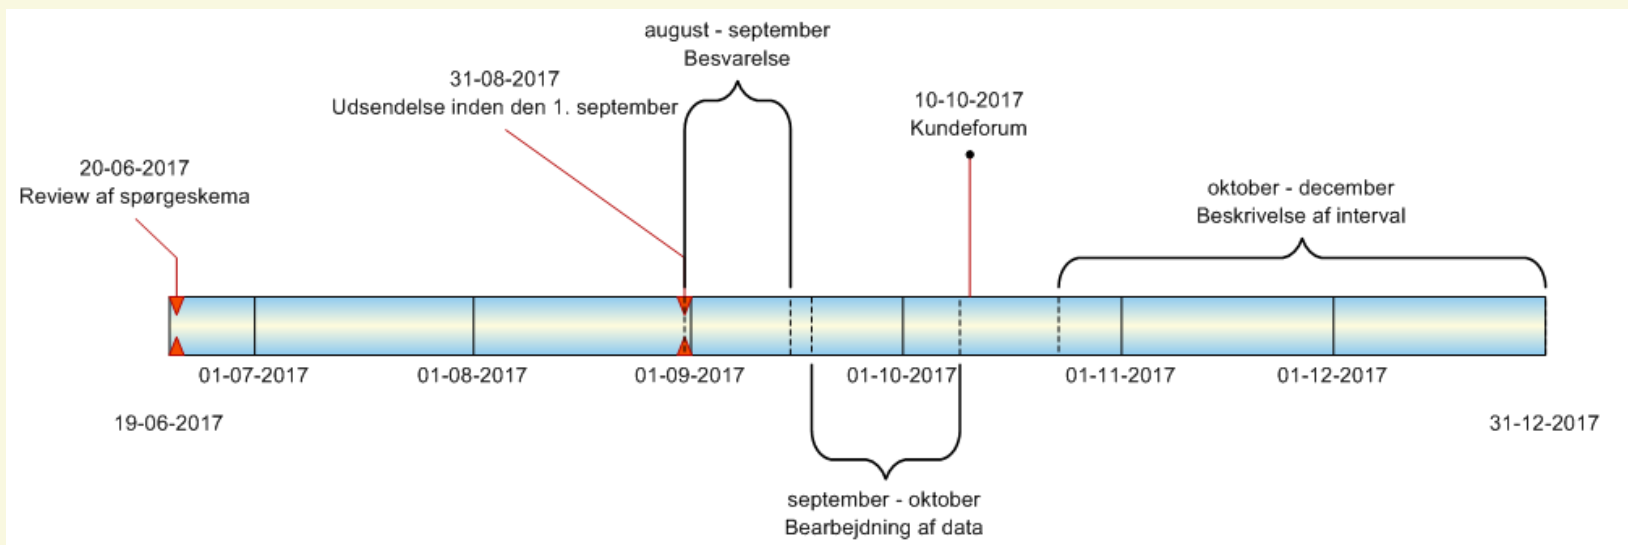 august - september
Besvarelse
31-08-2017
Udsendelse inden den 1. september
10-10-2017
Kundeforum
20-06-2017
Review af spørgeskema
oktober - december
Beskrivelse af interval
01-07-2017
01-08-2017
01-09-2017
01-10-2017
01-11-2017
01-12-2017
19-06-2017
31-12-2017
september - oktober
Bearbejdning af data